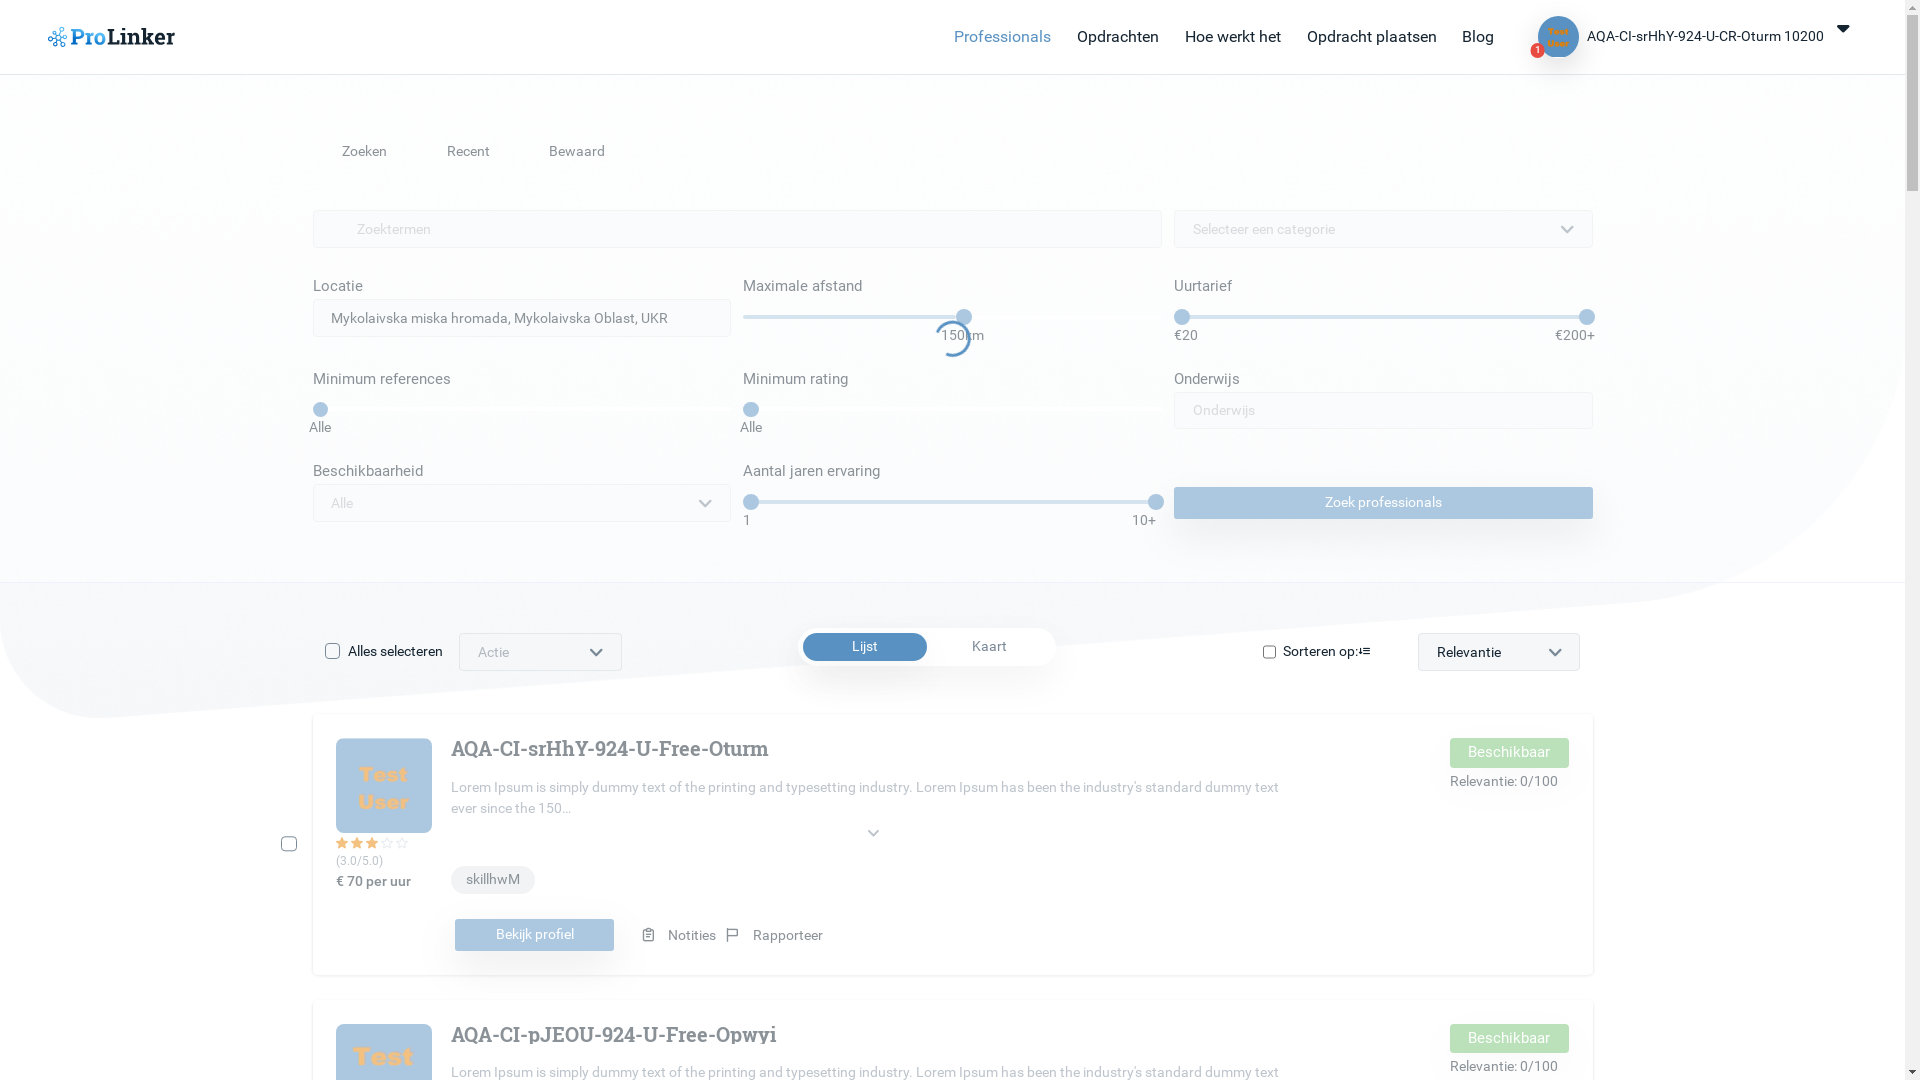 ProLinker
Professionals Opdrachten Hoe werkt het Opdracht plaatsen Blog
Test User
1
AQA-CI-srHhY-924-U-CR-Oturm 10200
Zoeken Recent Bewaard
Zoektermen
Selecteer een categorie
Locatie
Mykolaivska miska hromada, Mykolaivska Oblast, UKR
Maximale afstand
150km
Uurtarief
€20 €200+
Minimum references
Alle
Minimum rating
Alle
Onderwijs
Onderwijs
Beschikbaarheid
Alle
Aantal jaren ervaring
1 10+
Zoek professionals
Alles selecteren
Actie
Lijst Kaart
Sorteren op:
Relevantie
Test
User
(3.0/5.0)
€ 70 per uur
AQA-CI-srHhY-924-U-Free-Oturm
Lorem Ipsum is simply dummy text of the printing and typesetting industry. Lorem Ipsum has been the industry's standard dummy text
ever since the 150...
skillhwM
Bekijk profiel Notities Rapporteer
Beschikbaar
Relevantie: 0/100
Test
AQA-CI-pJEOU-924-U-Free-Opwyi
Lorem Ipsum is simply dummy text of the printing and typesetting industry. Lorem Ipsum has been the industry's standard dummy text
Beschikbaar
Relevantie: 0/100